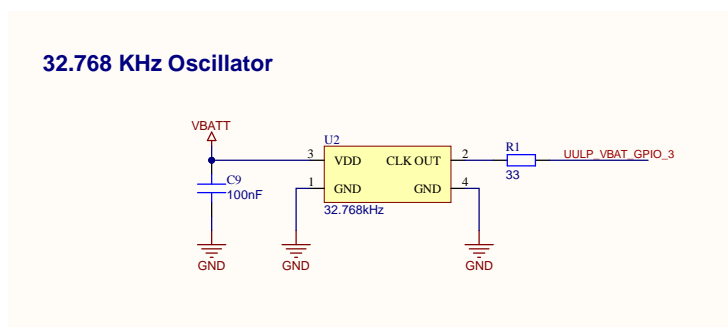 32.768 KHz Oscillator
VBATT
U2
3 VDD CLK OUT 2
R1
UULP_VBAT_GPIO_3
33
C9
100nF
1 GND GND 4
32.768kHz
GND GND GND